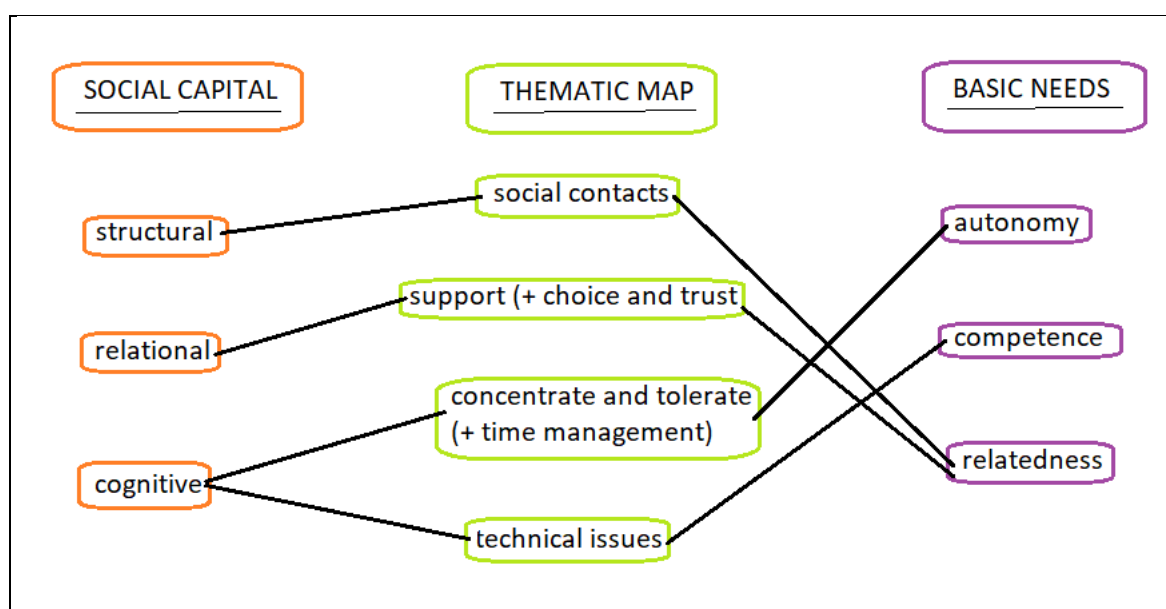 SOCIAL CAPITAL
structural
relational
cognitive
THEMATIC MAP
social contacts
support (+ choice and trust
concentrate and tolerate
(+ time management)
technical issues
BASIC NEEDS
autonomy
competence
relatedness